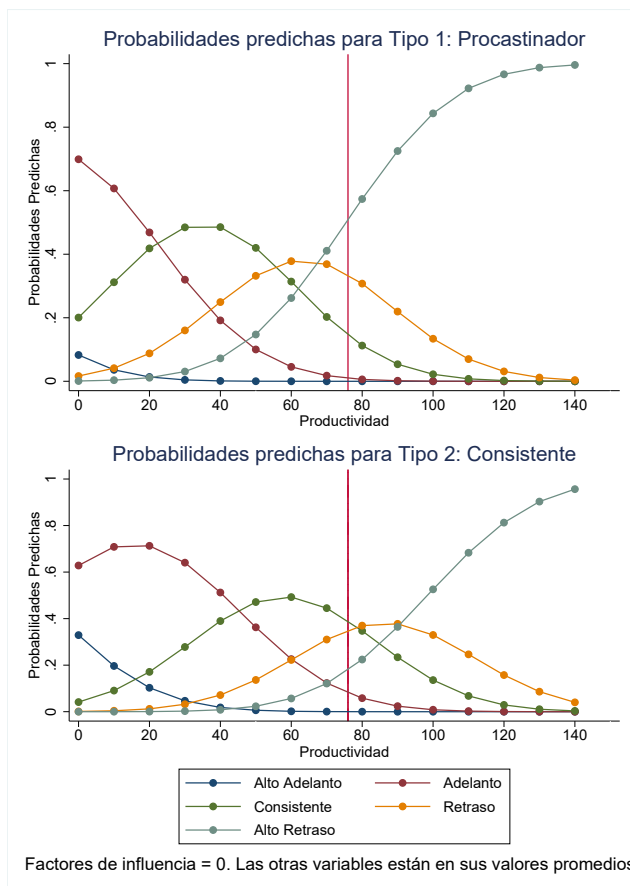 Probabilidades predichas para Tipo 1: Procastinador
Probabilidades Predichas
1
.8
.6
.4
.2
0
0 20 40 60 80 100 120 140
Productividad
Probabilidades predichas para Tipo 2: Consistente
Probabilidades Predichas
1
.8
.6
.4
.2
0
0 20 40 60 80 100 120 140
Productividad
Alto Adelanto Adelanto
Consistente Retraso
Alto Retraso
Factores de influencia = 0. Las otras variables están en sus valores promedios